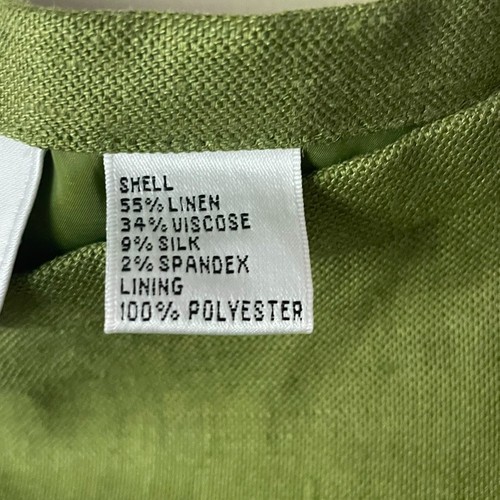 SHELL
55% LINEN
34% VISCOSE
9% SILK
2% SPANDEX
LINING
100% POLYESTER